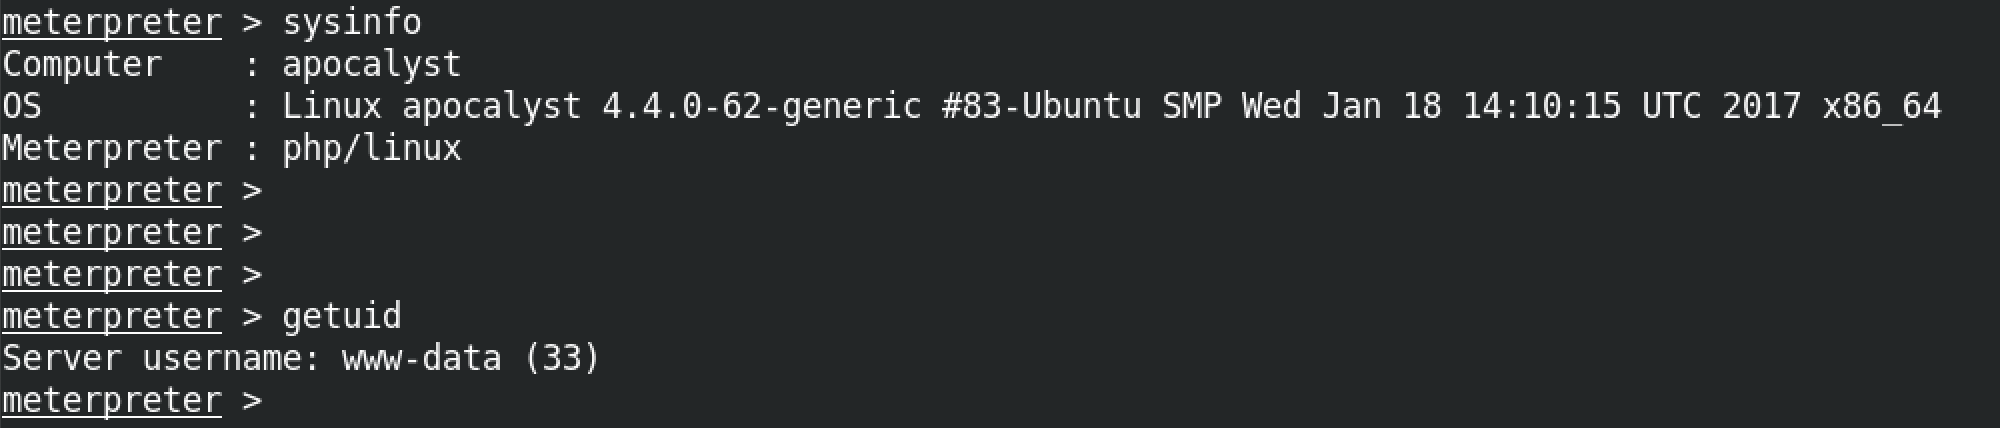 meterpreter > sysinfo
Computer    : apocalyst
OS          : Linux apocalyst 4.4.0-62-generic #83-Ubuntu SMP Wed Jan 18 14:10:15 UTC 2017 x86_64
Meterpreter : php/linux
meterpreter >
meterpreter >
meterpreter >
meterpreter > getuid
Server username: www-data (33)
meterpreter >